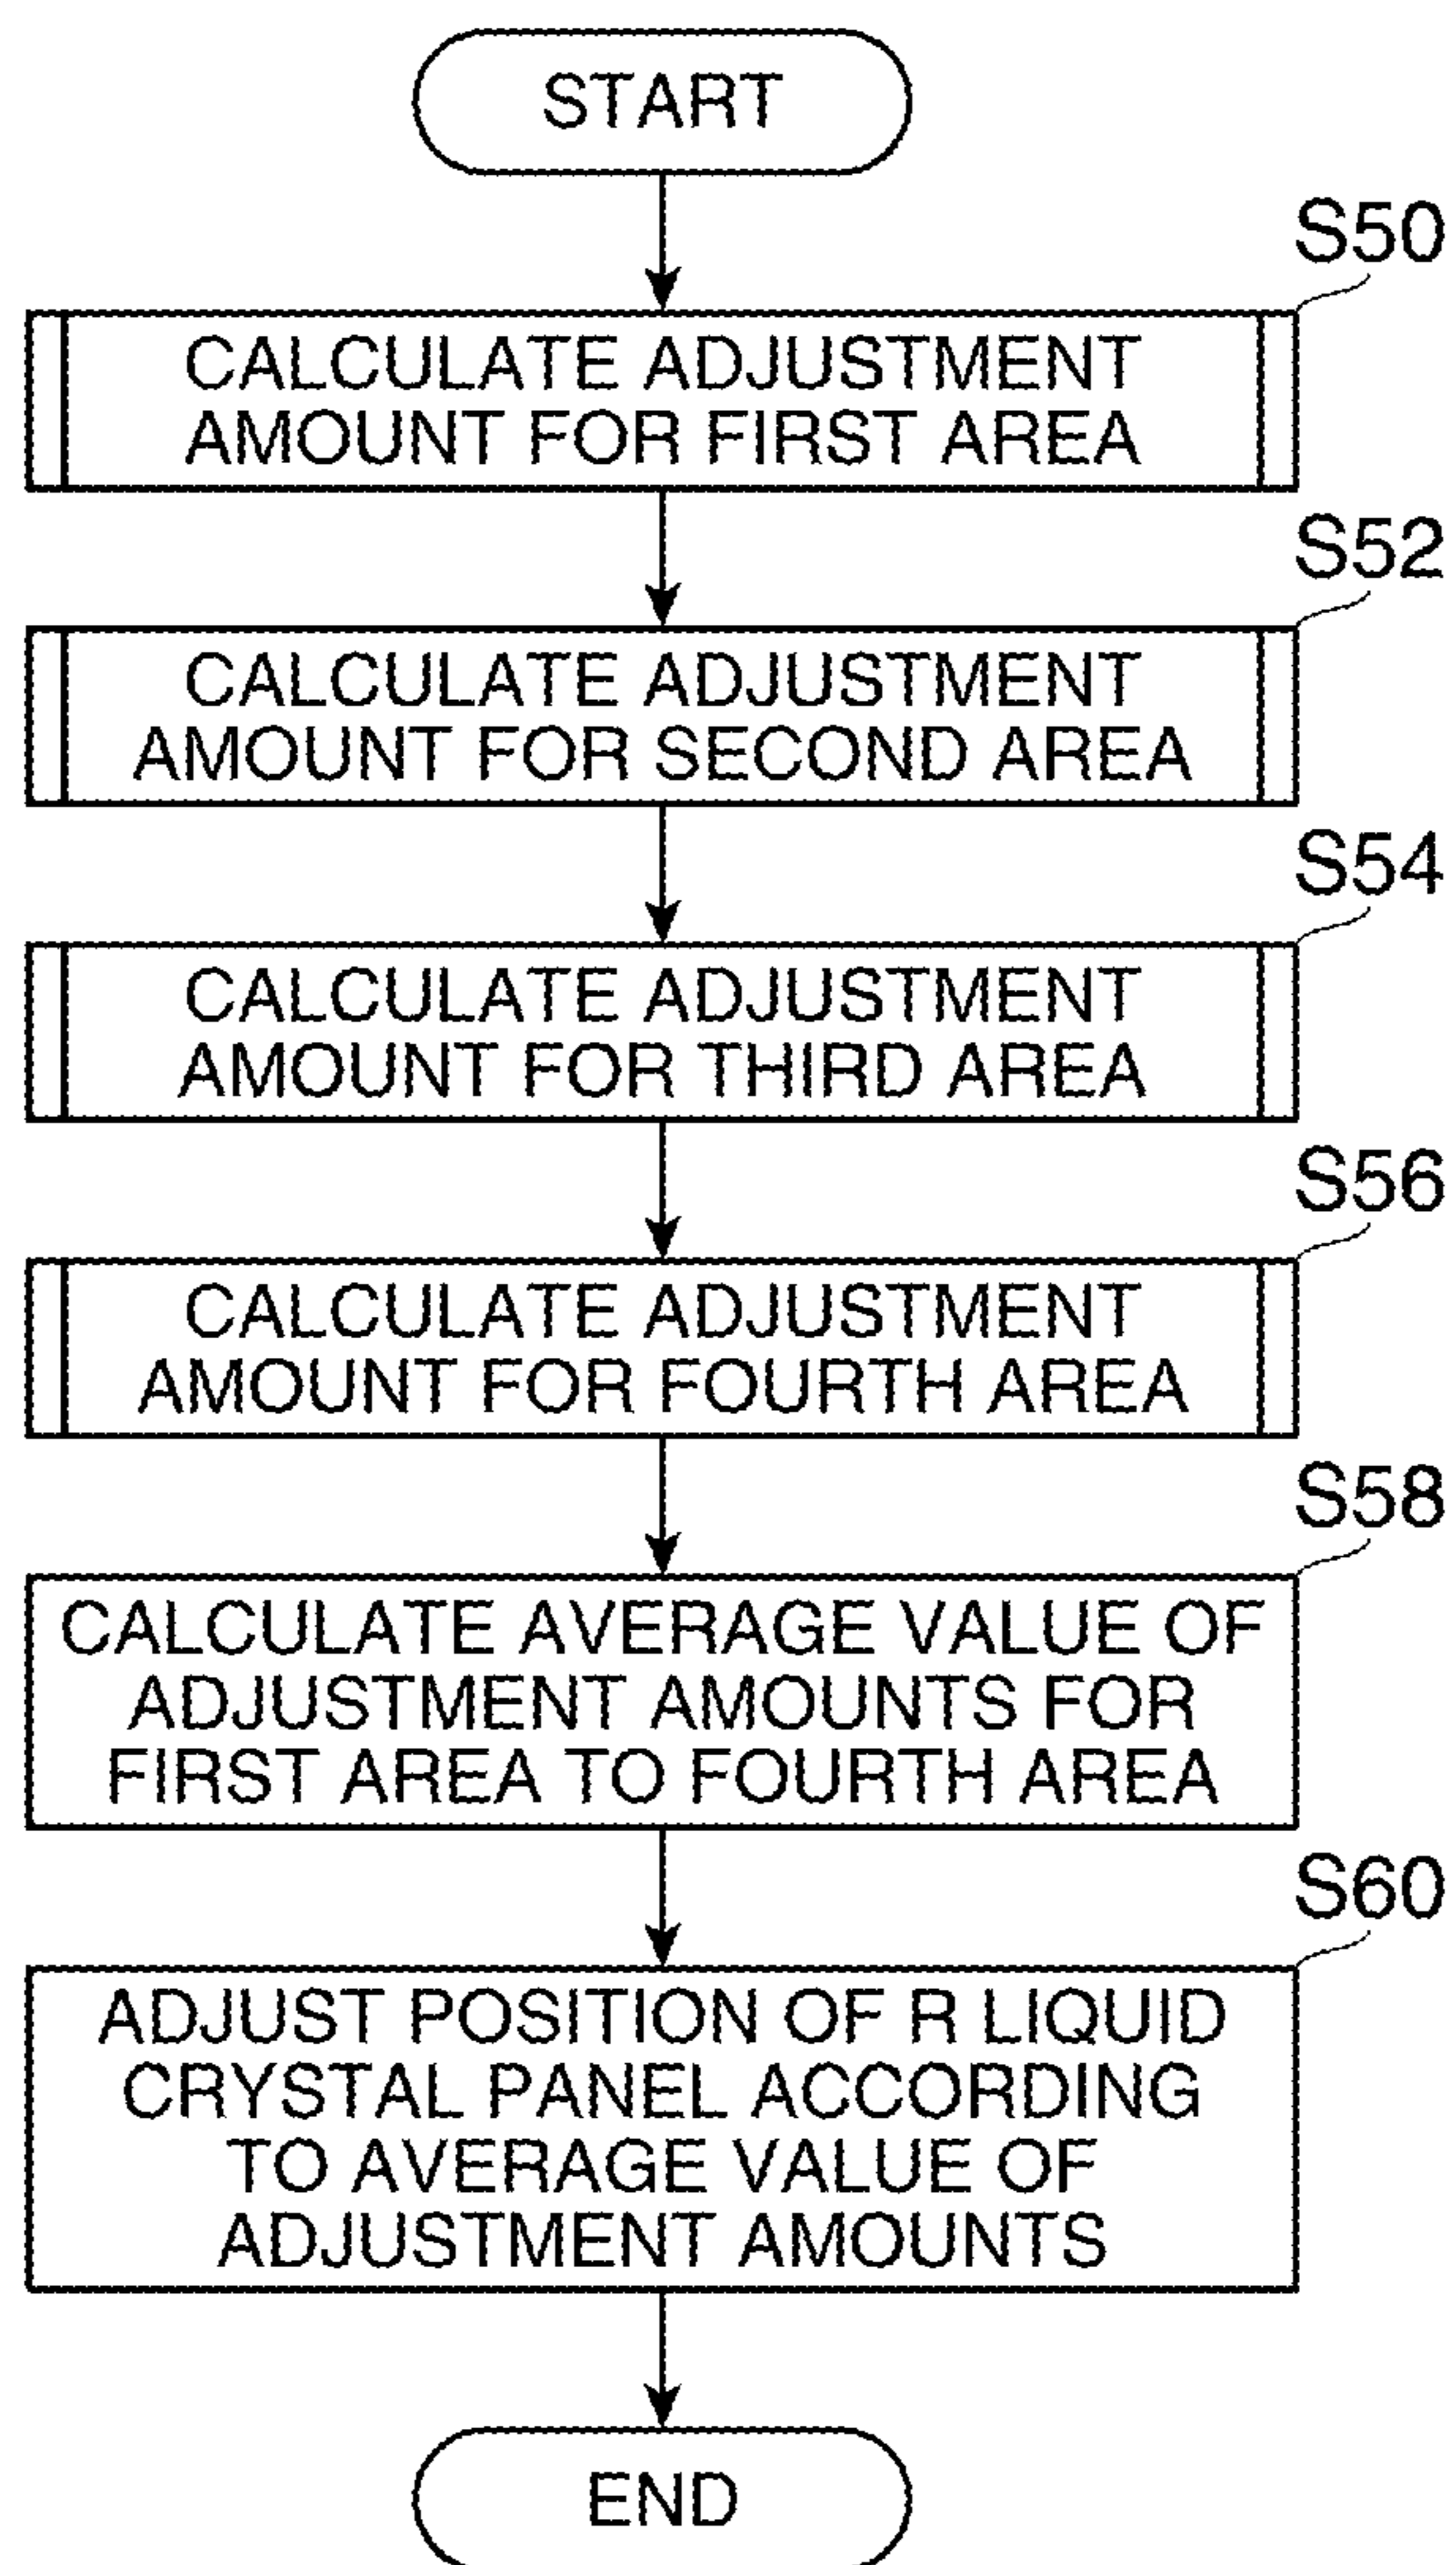 START
S50
CALCULATE ADJUSTMENT
AMOUNT FOR FIRST AREA
S52
CALCULATE ADJUSTMENT
AMOUNT FOR SECOND AREA
S54
CALCULATE ADJUSTMENT
AMOUNT FOR THIRD AREA
S56
CALCULATE ADJUSTMENT
AMOUNT FOR FOURTH AREA
S58
CALCULATE AVERAGE VALUE OF
ADJUSTMENT AMOUNTS FOR
FIRST AREA TO FOURTH AREA
S60
ADJUST POSITION OF R LIQUID
CRYSTAL PANEL ACCORDING
TO AVERAGE VALUE OF
ADJUSTMENT AMOUNTS
END